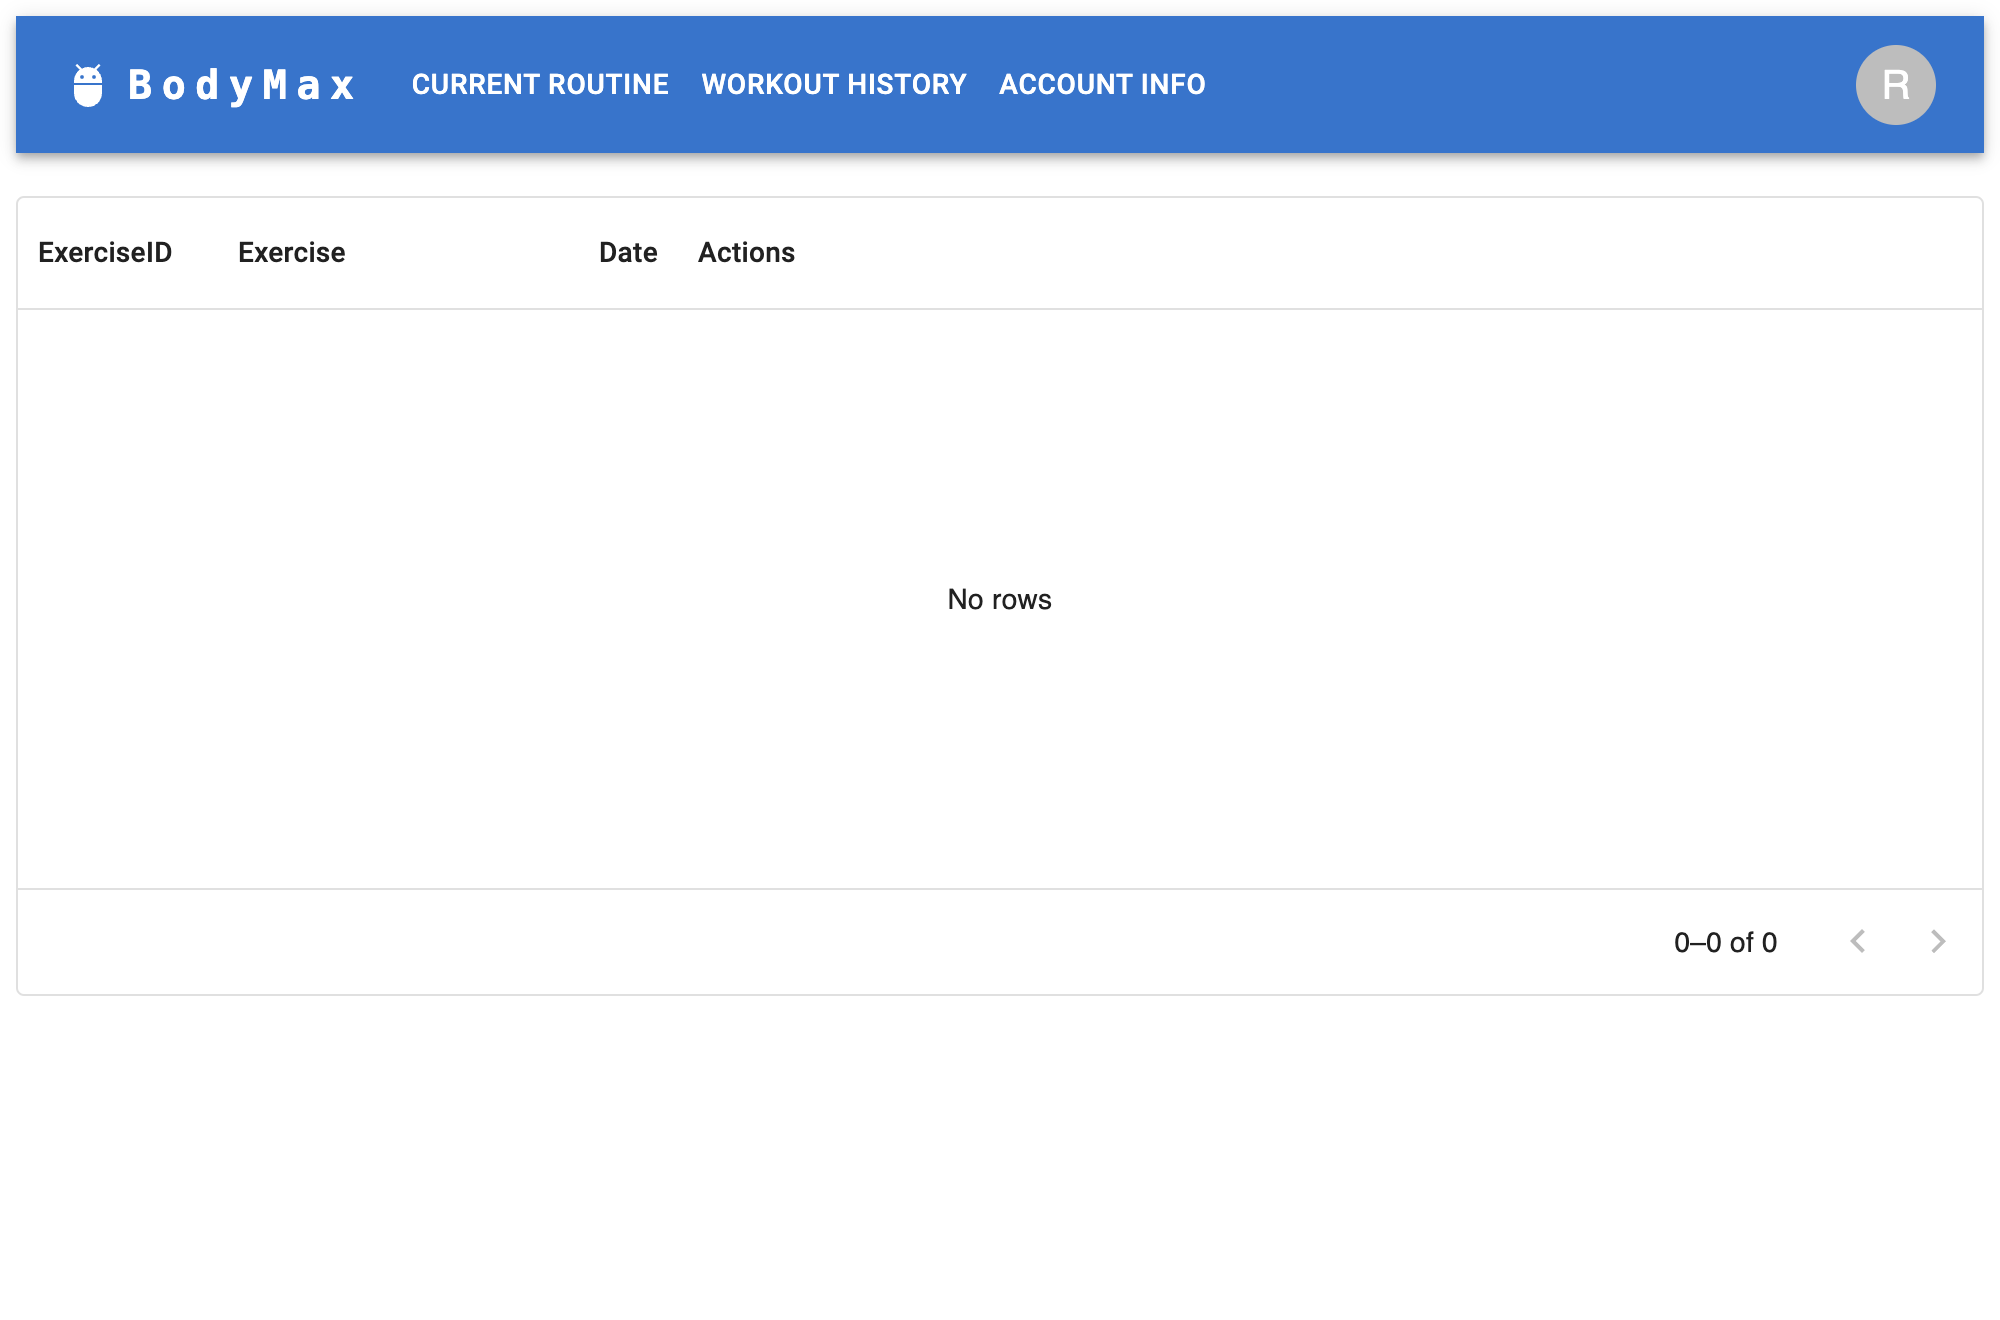 BodyMax CURRENT ROUTINE WORKOUT HISTORY ACCOUNT INFO R
ExerciseID Exercise Date Actions
No rows
0–0 of 0